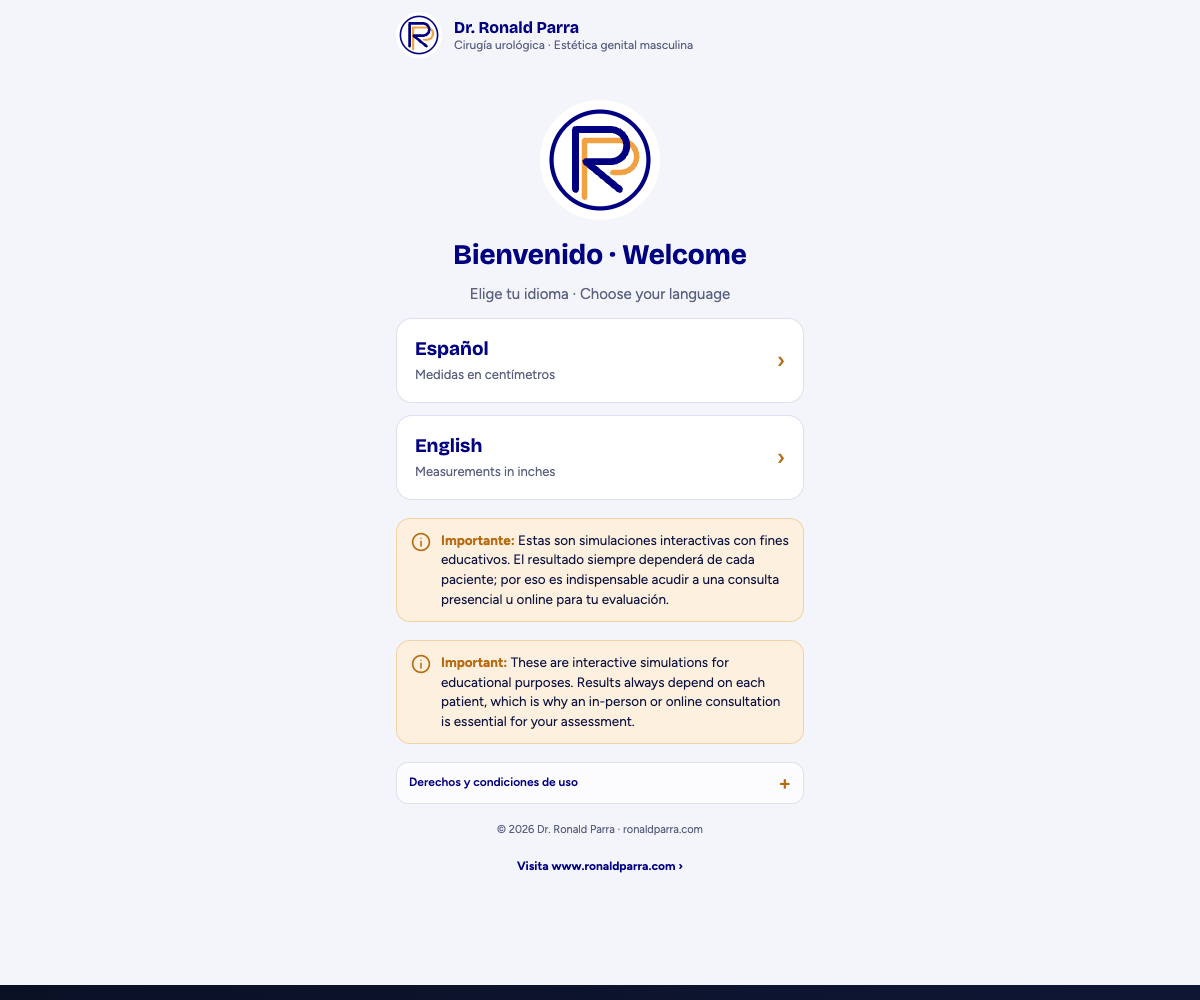 Dr. Ronald Parra
Cirugía urológica · Estética genital masculina
Bienvenido · Welcome
Elige tu idioma · Choose your language
Español
Medidas en centímetros
›
English
Measurements in inches
›
Importante: Estas son simulaciones interactivas con fines
educativos. El resultado siempre dependerá de cada
paciente; por eso es indispensable acudir a una consulta
presencial u online para tu evaluación.
Important: These are interactive simulations for
educational purposes. Results always depend on each
patient, which is why an in-person or online consultation
is essential for your assessment.
Derechos y condiciones de uso +
© 2026 Dr. Ronald Parra · ronaldparra.com
Visita www.ronaldparra.com ›